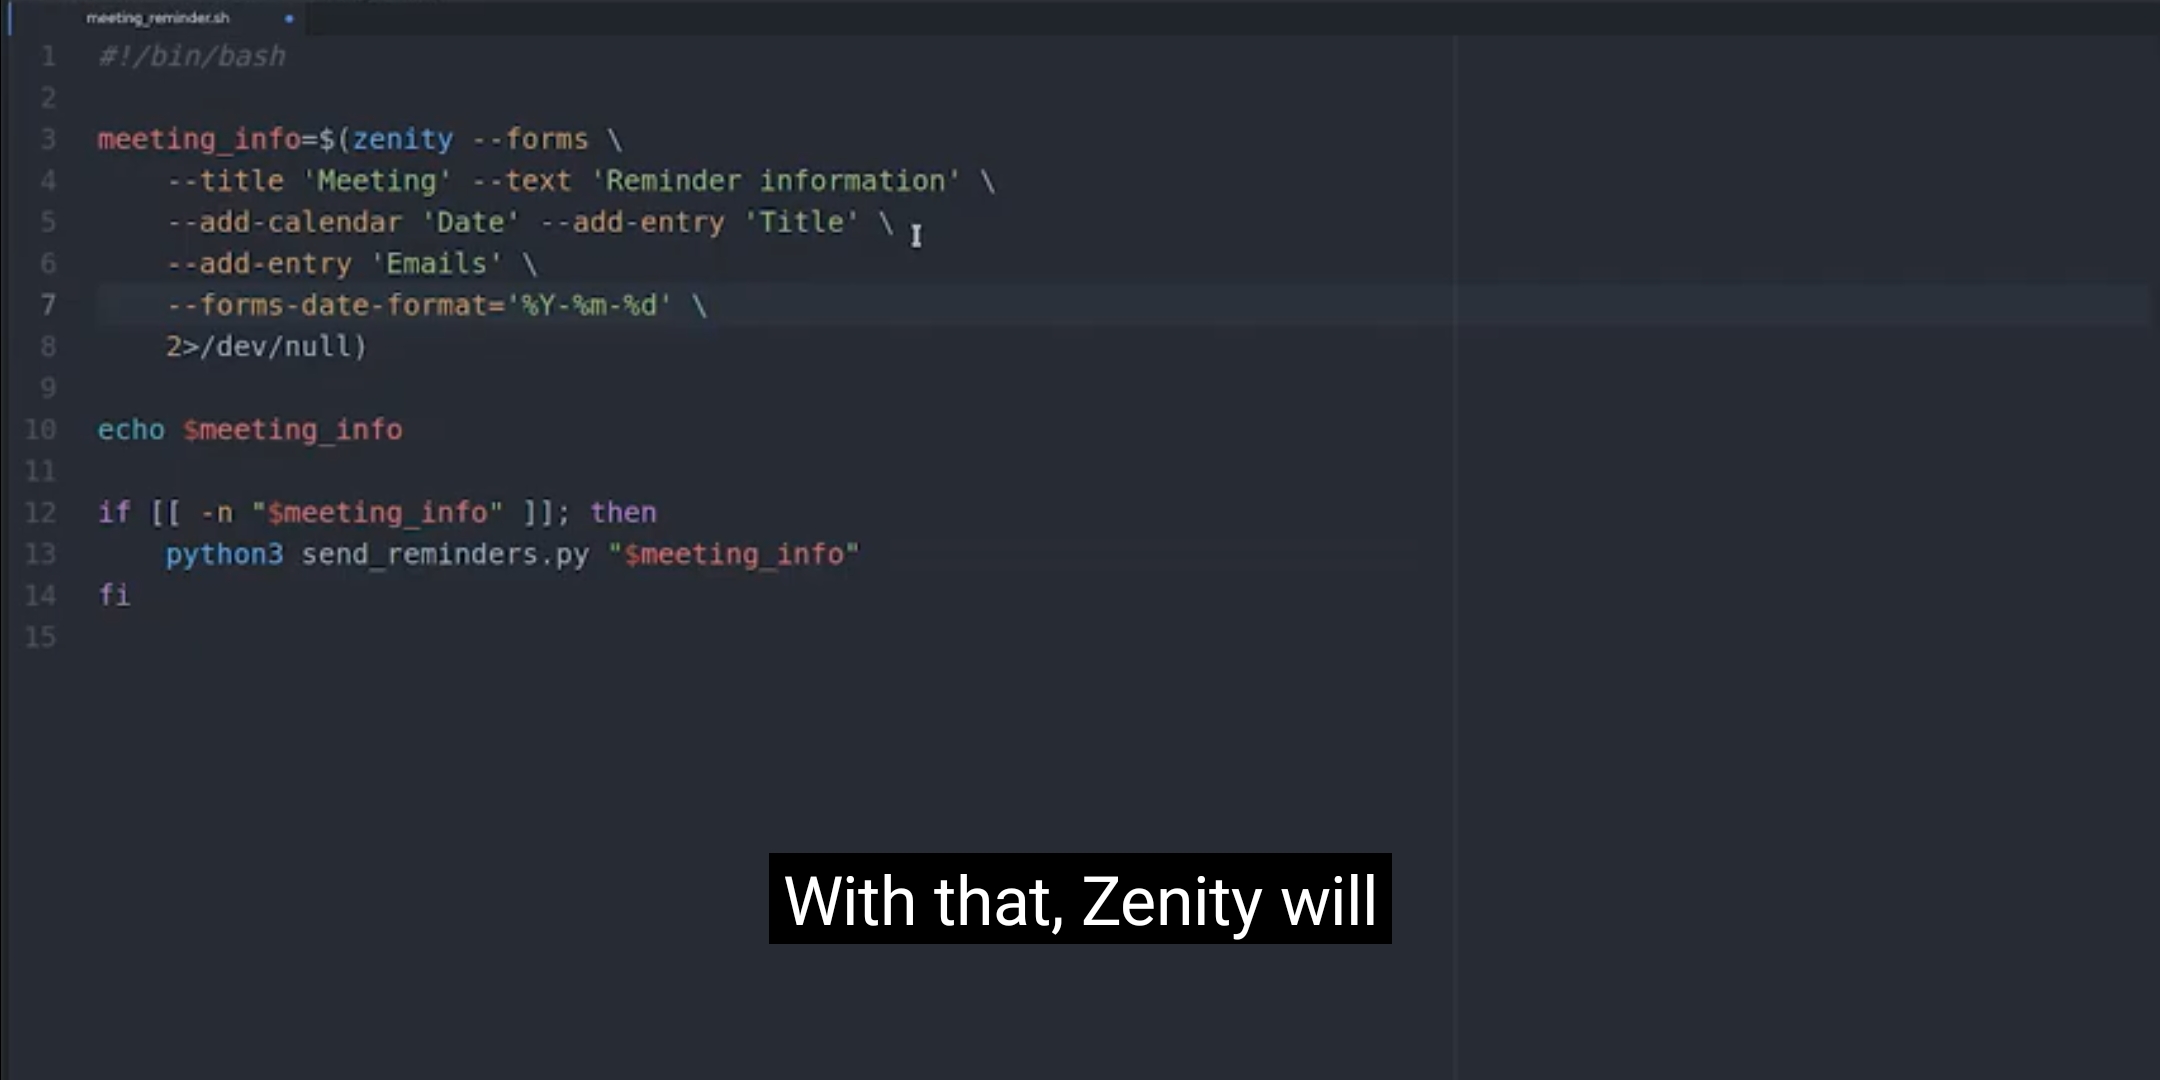 meeting_reminder.sh
1 #!/bin/bash
2
3 meeting_info=$(zenity --forms \
4     --title 'Meeting' --text 'Reminder information' \
5     --add-calendar 'Date' --add-entry 'Title' \
6     --add-entry 'Emails' \
7     --forms-date-format='%Y-%m-%d' \
8     2>/dev/null)
9
10 echo $meeting_info
11
12 if [[ -n "$meeting_info" ]]; then
13     python3 send_reminders.py "$meeting_info"
14 fi
15
With that, Zenity will